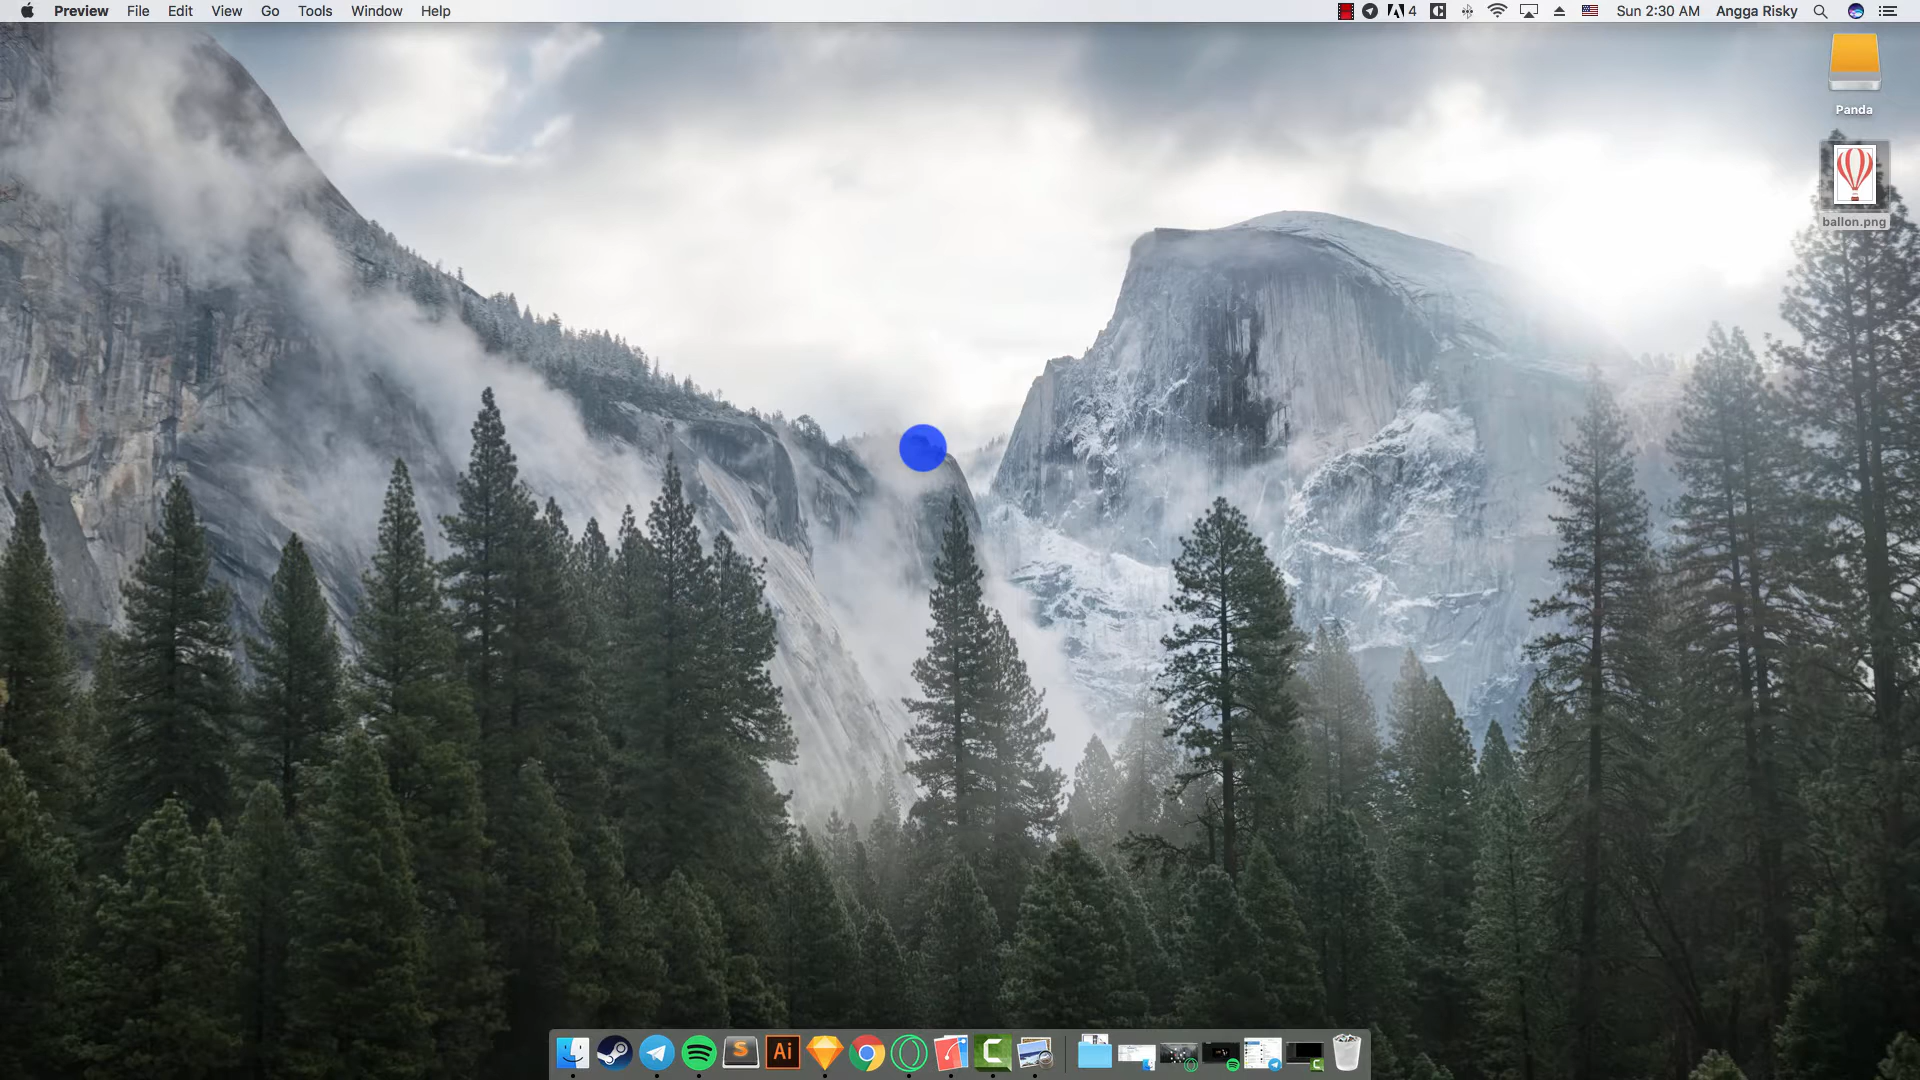 Preview File Edit View Go Tools Window Help
4 Sun 2:30 AM Angga Risky
Panda
ballon.png
S Ai C